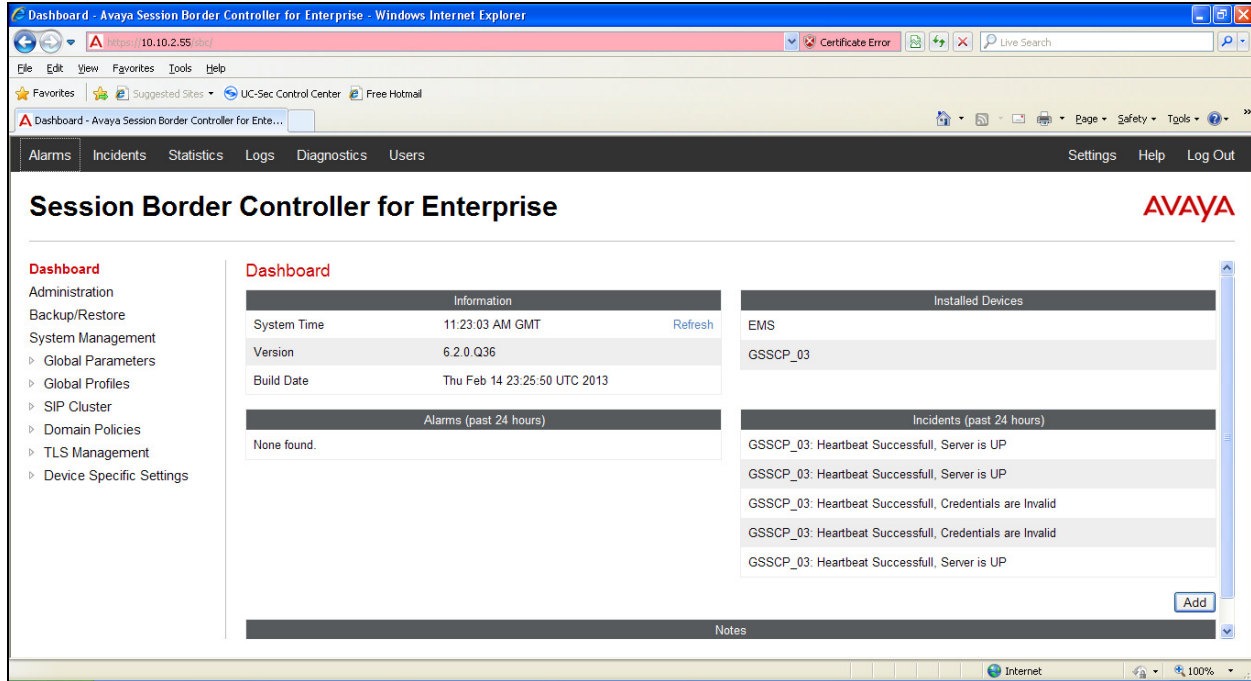 Dashboard - Avaya Session Border Controller for Enterprise - Windows Internet Explorer
https://10.10.2.55/sbc/
Certificate Error
Live Search
File Edit View Favorites Tools Help
Favorites Suggested Sites UC-Sec Control Center Free Hotmail
Dashboard - Avaya Session Border Controller for Ente...
Page Safety Tools »
Alarms Incidents Statistics Logs Diagnostics Users Settings Help Log Out
Session Border Controller for Enterprise
AVAYA
Dashboard
Administration
Backup/Restore
System Management
Global Parameters
Global Profiles
SIP Cluster
Domain Policies
TLS Management
Device Specific Settings
Dashboard
Information
System Time 11:23:03 AM GMT Refresh
Version 6.2.0.Q36
Build Date Thu Feb 14 23:25:50 UTC 2013
Installed Devices
EMS
GSSCP_03
Alarms (past 24 hours)
None found.
Incidents (past 24 hours)
GSSCP_03: Heartbeat Successfull, Server is UP
GSSCP_03: Heartbeat Successfull, Server is UP
GSSCP_03: Heartbeat Successfull, Credentials are Invalid
GSSCP_03: Heartbeat Successfull, Credentials are Invalid
GSSCP_03: Heartbeat Successfull, Server is UP
Add
Notes
Internet
100%